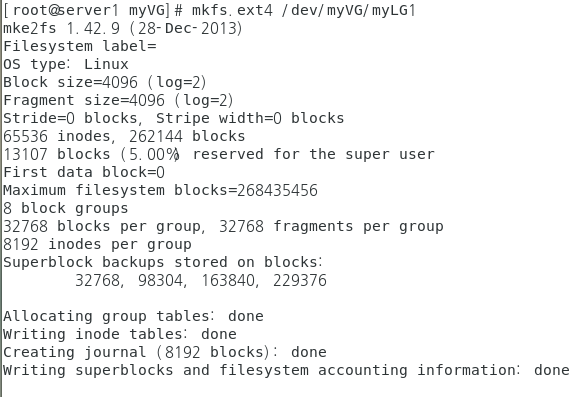 [root@server1 myVG]# mkfs.ext4 /dev/myVG/myLG1
mke2fs 1.42.9 (28-Dec-2013)
Filesystem label=
OS type: Linux
Block size=4096 (log=2)
Fragment size=4096 (log=2)
Stride=0 blocks, Stripe width=0 blocks
65536 inodes, 262144 blocks
13107 blocks (5.00%) reserved for the super user
First data block=0
Maximum filesystem blocks=268435456
8 block groups
32768 blocks per group, 32768 fragments per group
8192 inodes per group
Superblock backups stored on blocks:
32768, 98304, 163840, 229376
Allocating group tables: done
Writing inode tables: done
Creating journal (8192 blocks): done
Writing superblocks and filesystem accounting information: done